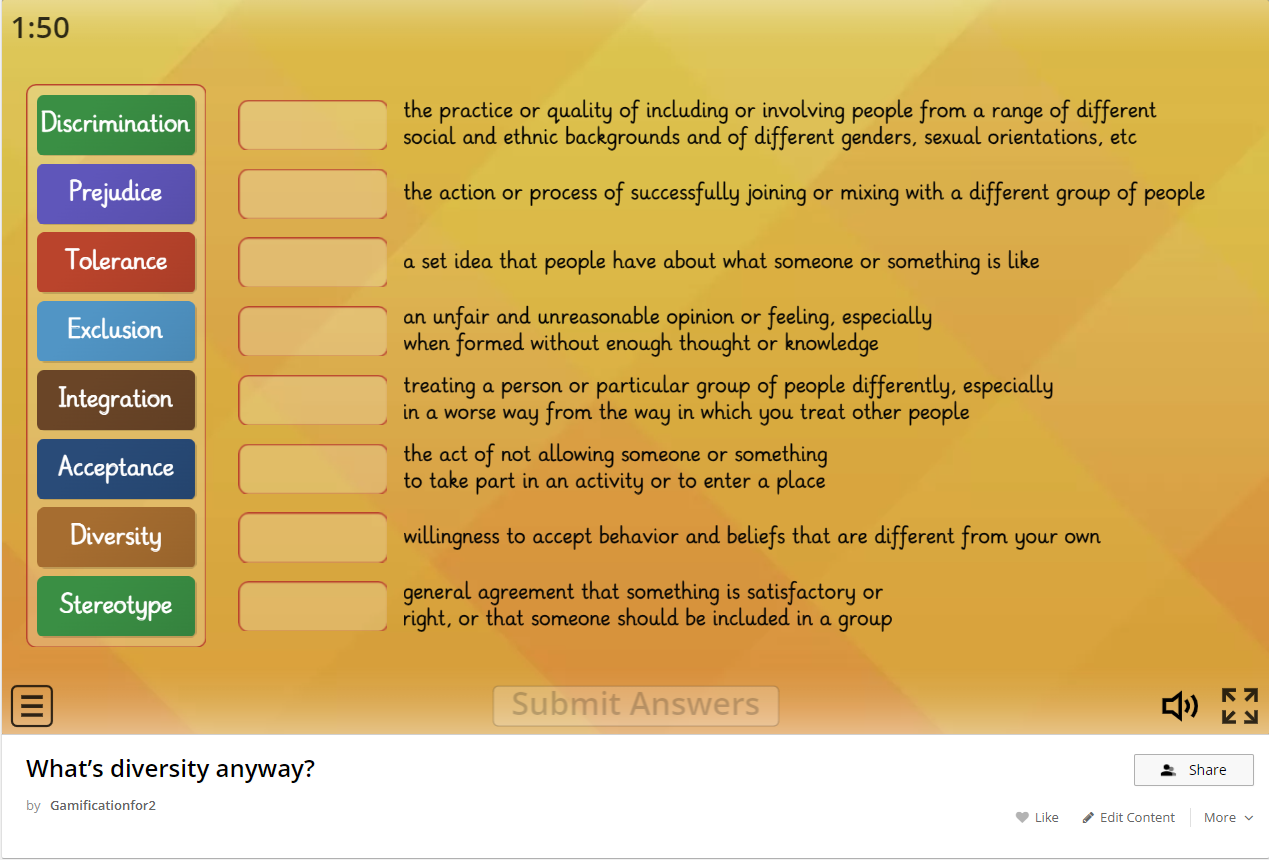 1:50
Discrimination
Prejudice
Tolerance
Exclusion
Integration
Acceptance
Diversity
Stereotype
the practice or quality of including or involving people from a range of different
social and ethnic backgrounds and of different genders, sexual orientations, etc
the action or process of successfully joining or mixing with a different group of people
a set idea that people have about what someone or something is like
an unfair and unreasonable opinion or feeling, especially
when formed without enough thought or knowledge
treating a person or particular group of people differently, especially
in a worse way from the way in which you treat other people
the act of not allowing someone or something
to take part in an activity or to enter a place
willingness to accept behavior and beliefs that are different from your own
general agreement that something is satisfactory or
right, or that someone should be included in a group
Submit Answers
What’s diversity anyway?
Share
by Gamificationfor2
Like Edit Content More